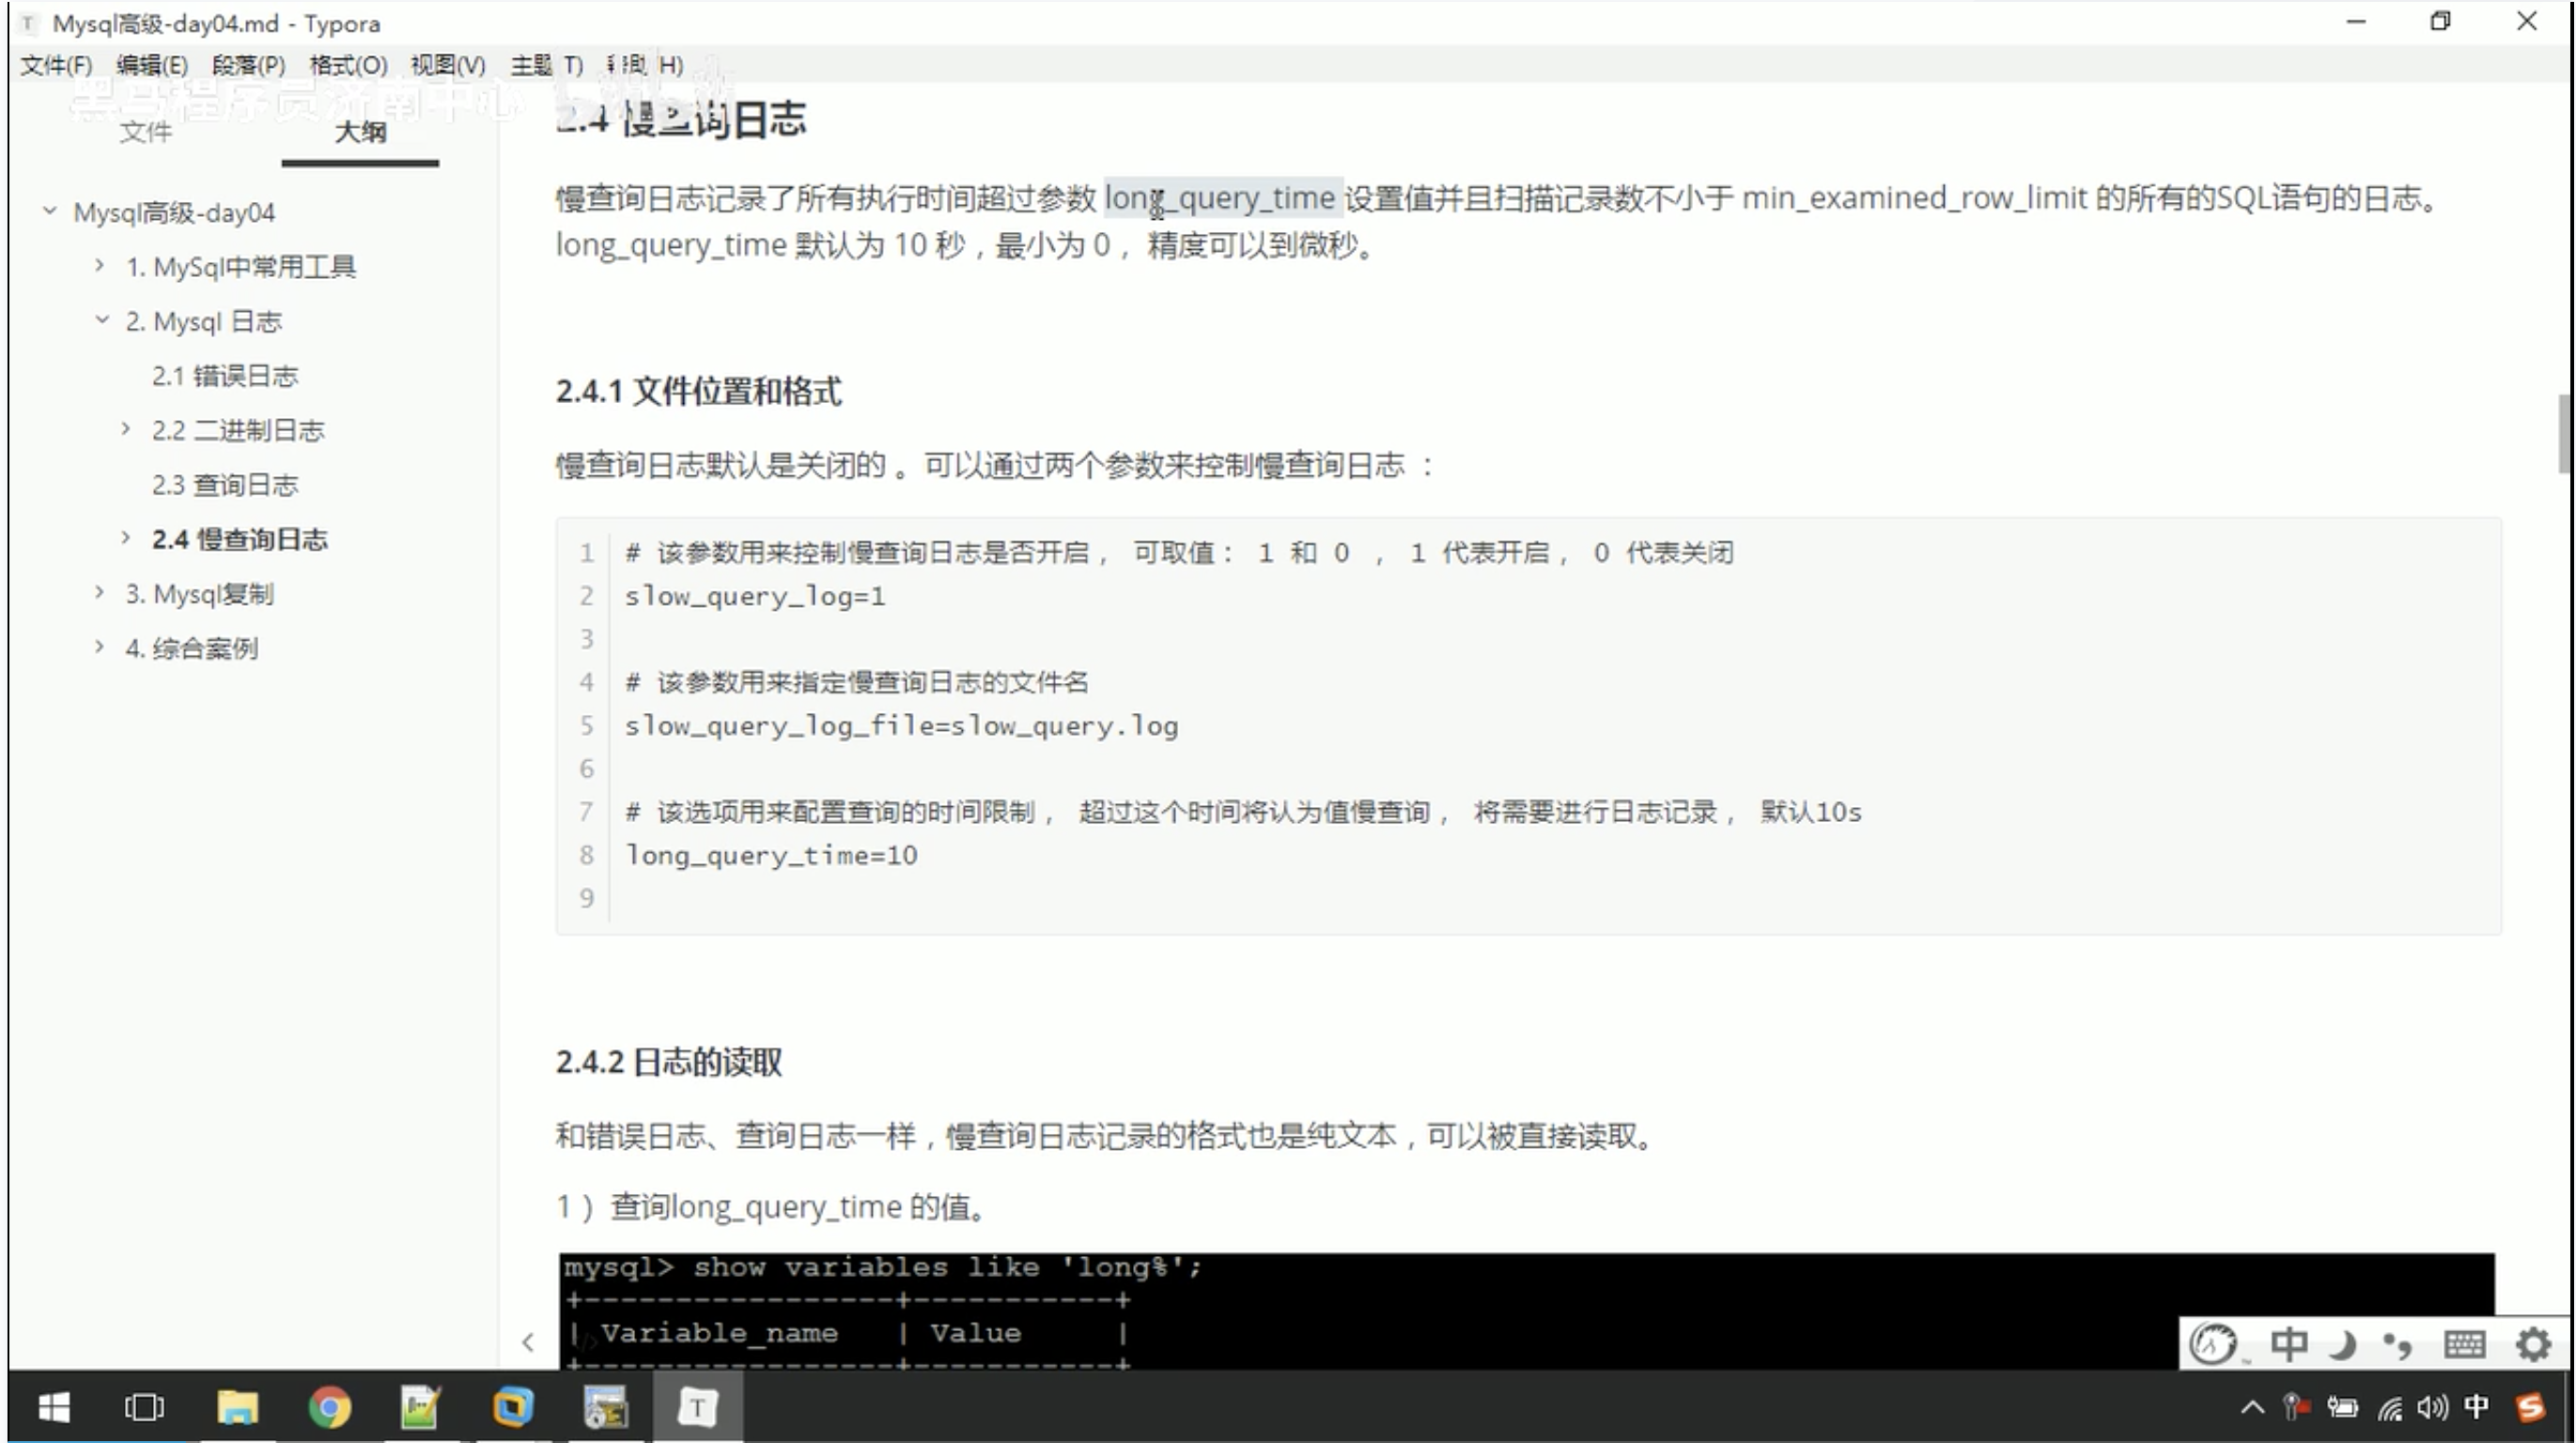 Mysql高级-day04.md - Typora
文件(F) 编辑(E) 段落(P) 格式(O) 视图(V) 主题 T) 帮助 H)
黑马程序员济南中心
文件 大纲
Mysql高级-day04
1. MySql中常用工具
2. Mysql 日志
2.1 错误日志
2.2 二进制日志
2.3 查询日志
2.4 慢查询日志
3. Mysql复制
4. 综合案例
2.4 慢查询日志
慢查询日志记录了所有执行时间超过参数 long_query_time 设置值并且扫描记录数不小于 min_examined_row_limit 的所有的SQL语句的日志。
long_query_time 默认为 10 秒，最小为 0， 精度可以到微秒。
2.4.1 文件位置和格式
慢查询日志默认是关闭的 。可以通过两个参数来控制慢查询日志 ：
1 # 该参数用来控制慢查询日志是否开启， 可取值： 1 和 0 ， 1 代表开启， 0 代表关闭
2 slow_query_log=1
3
4 # 该参数用来指定慢查询日志的文件名
5 slow_query_log_file=slow_query.log
6
7 # 该选项用来配置查询的时间限制， 超过这个时间将认为值慢查询， 将需要进行日志记录， 默认10s
8 long_query_time=10
9
2.4.2 日志的读取
和错误日志、查询日志一样，慢查询日志记录的格式也是纯文本，可以被直接读取。
1 ） 查询long_query_time 的值。
mysql> show variables like 'long%';
+-----------------+-----------+
| Variable_name | Value |
+-----------------+-----------+
中
T
中